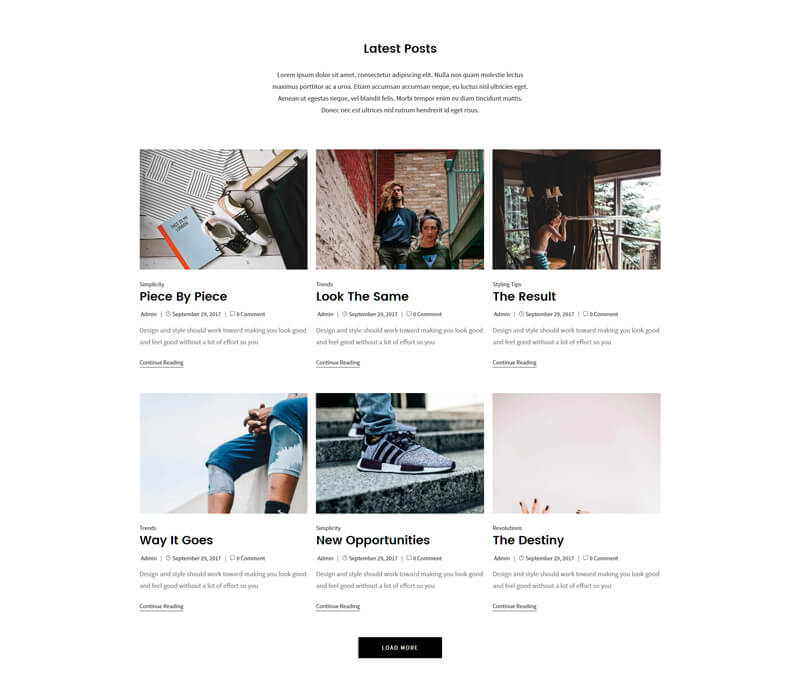 Latest Posts
Lorem ipsum dolor sit amet, consectetur adipiscing elit. Nulla non quam molestie lectus
maximus porttitor ac a urna. Etiam accumsan accumsan neque, eu luctus nisl ultricies eget.
Aenean ut egestas neque, vel blandit felis. Morbi tempor enim eu diam tincidunt mattis.
Donec nec est ultrices nisl rutrum hendrerit id eget risus.
THIS IS MY
Simplicity
Piece By Piece
Admin | September 29, 2017 | 0 Comment
Design and style should work toward making you look good
and feel good without a lot of effort so you
Continue Reading
Trends
Look The Same
Admin | September 29, 2017 | 0 Comment
Design and style should work toward making you look good
and feel good without a lot of effort so you
Continue Reading
Styling Tips
The Result
Admin | September 29, 2017 | 0 Comment
Design and style should work toward making you look good
and feel good without a lot of effort so you
Continue Reading
Trends
Way It Goes
Admin | September 29, 2017 | 0 Comment
Design and style should work toward making you look good
and feel good without a lot of effort so you
Continue Reading
Simplicity
New Opportunities
Admin | September 29, 2017 | 0 Comment
Design and style should work toward making you look good
and feel good without a lot of effort so you
Continue Reading
Revolutions
The Destiny
Admin | September 29, 2017 | 0 Comment
Design and style should work toward making you look good
and feel good without a lot of effort so you
Continue Reading
LOAD MORE